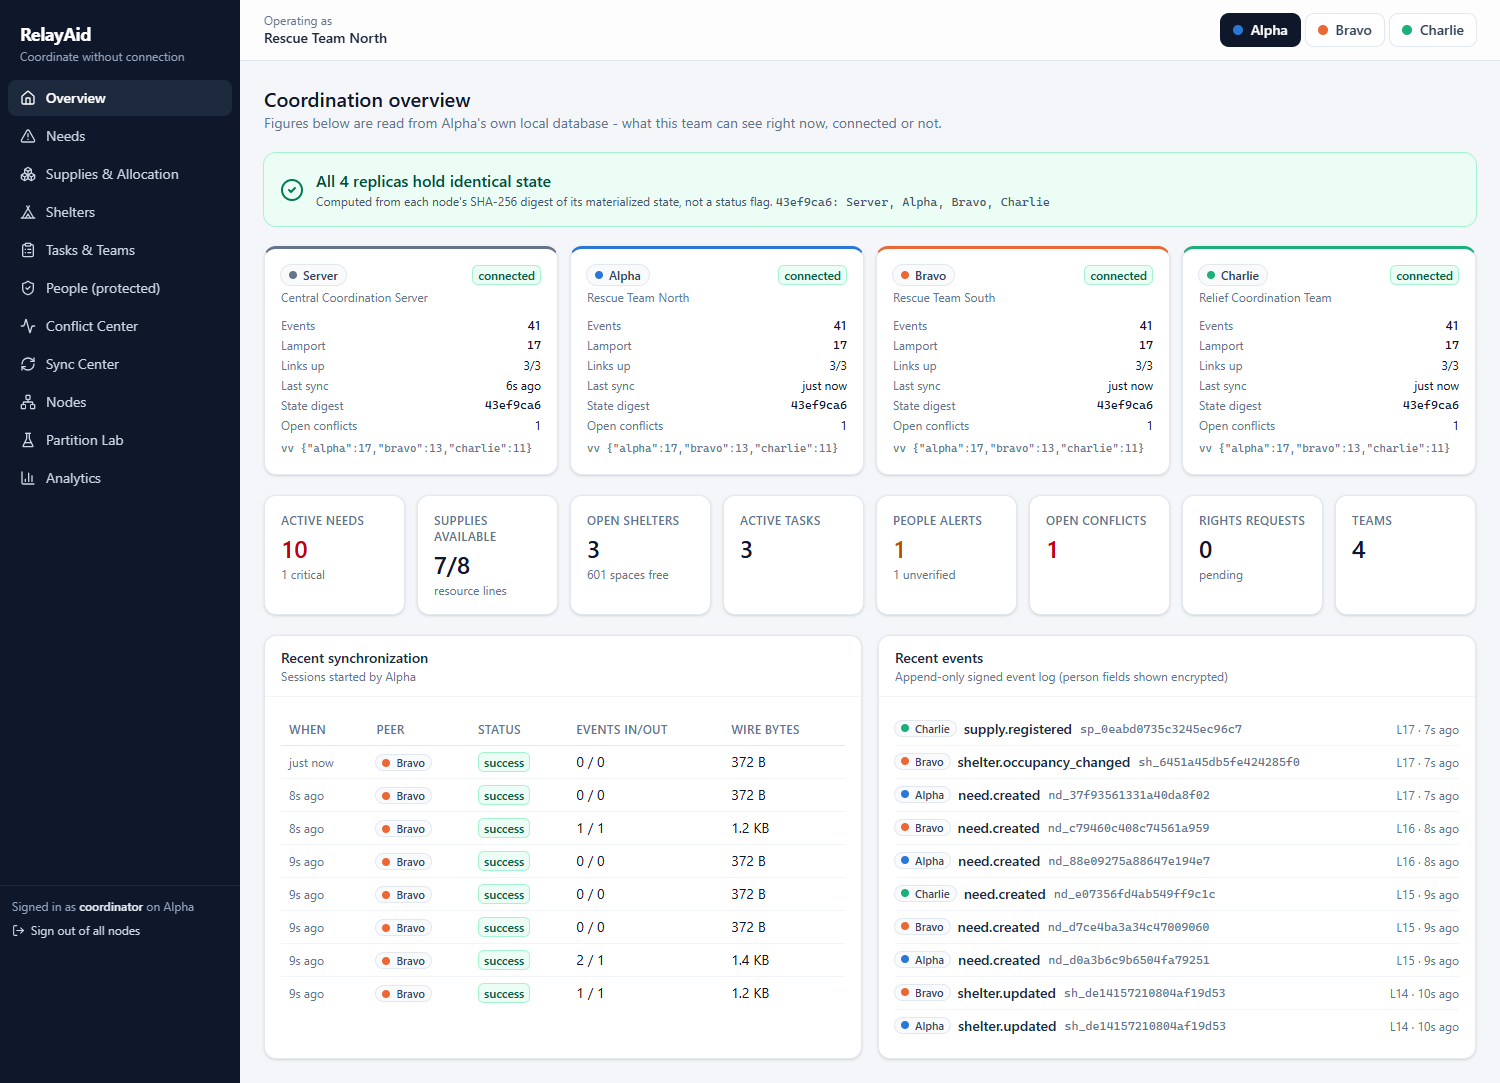 RelayAid
Coordinate without connection
Overview
Needs
Supplies & Allocation
Shelters
Tasks & Teams
People (protected)
Conflict Center
Sync Center
Nodes
Partition Lab
Analytics
Signed in as coordinator on Alpha
Sign out of all nodes
Operating as
Rescue Team North
Alpha Bravo Charlie
Coordination overview
Figures below are read from Alpha's own local database - what this team can see right now, connected or not.
All 4 replicas hold identical state
Computed from each node's SHA-256 digest of its materialized state, not a status flag. 43ef9ca6: Server, Alpha, Bravo, Charlie
Server connected
Central Coordination Server
Events 41
Lamport 17
Links up 3/3
Last sync 6s ago
State digest 43ef9ca6
Open conflicts 1
vv {"alpha":17,"bravo":13,"charlie":11}
Alpha connected
Rescue Team North
Events 41
Lamport 17
Links up 3/3
Last sync just now
State digest 43ef9ca6
Open conflicts 1
vv {"alpha":17,"bravo":13,"charlie":11}
Bravo connected
Rescue Team South
Events 41
Lamport 17
Links up 3/3
Last sync just now
State digest 43ef9ca6
Open conflicts 1
vv {"alpha":17,"bravo":13,"charlie":11}
Charlie connected
Relief Coordination Team
Events 41
Lamport 17
Links up 3/3
Last sync just now
State digest 43ef9ca6
Open conflicts 1
vv {"alpha":17,"bravo":13,"charlie":11}
ACTIVE NEEDS
10
1 critical
SUPPLIES
AVAILABLE
7/8
resource lines
OPEN SHELTERS
3
601 spaces free
ACTIVE TASKS
3
PEOPLE ALERTS
1
1 unverified
OPEN CONFLICTS
1
RIGHTS REQUESTS
0
pending
TEAMS
4
Recent synchronization
Sessions started by Alpha
WHEN PEER STATUS EVENTS IN/OUT WIRE BYTES
just now Bravo success 0 / 0 372 B
8s ago Bravo success 0 / 0 372 B
8s ago Bravo success 1 / 1 1.2 KB
9s ago Bravo success 0 / 0 372 B
9s ago Bravo success 0 / 0 372 B
9s ago Bravo success 0 / 0 372 B
9s ago Bravo success 2 / 1 1.4 KB
9s ago Bravo success 1 / 1 1.2 KB
Recent events
Append-only signed event log (person fields shown encrypted)
Charlie supply.registered sp_0eabd0735c3245ec96c7 L17 · 7s ago
Bravo shelter.occupancy_changed sh_6451a45db5fe424285f0 L17 · 7s ago
Alpha need.created nd_37f93561331a40da8f02 L17 · 7s ago
Bravo need.created nd_c79460c408c74561a959 L16 · 8s ago
Alpha need.created nd_88e09275a88647e194e7 L16 · 8s ago
Charlie need.created nd_e07356fd4ab549ff9c1c L15 · 9s ago
Bravo need.created nd_d7ce4ba3a34c47009060 L15 · 9s ago
Alpha need.created nd_d0a3b6c9b6504fa79251 L15 · 9s ago
Bravo shelter.updated sh_de14157210804af19d53 L14 · 10s ago
Alpha shelter.updated sh_de14157210804af19d53 L14 · 10s ago